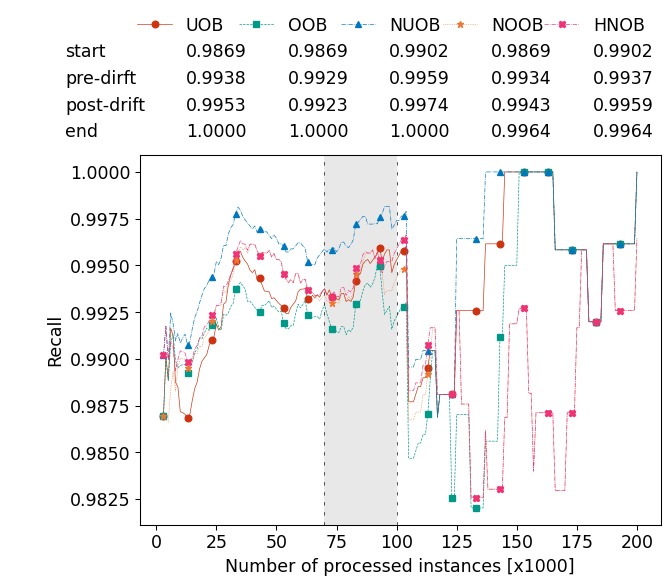 UOB OOB NUOB NOOB HNOB
start 0.9869 0.9869 0.9902 0.9869 0.9902
pre-dirft 0.9938 0.9929 0.9959 0.9934 0.9937
post-drift 0.9953 0.9923 0.9974 0.9943 0.9959
end 1.0000 1.0000 1.0000 0.9964 0.9964
1.0000
0.9975
0.9950
0.9925
0.9900
0.9875
0.9850
0.9825
Recall
0 25 50 75 100 125 150 175 200
Number of processed instances [x1000]